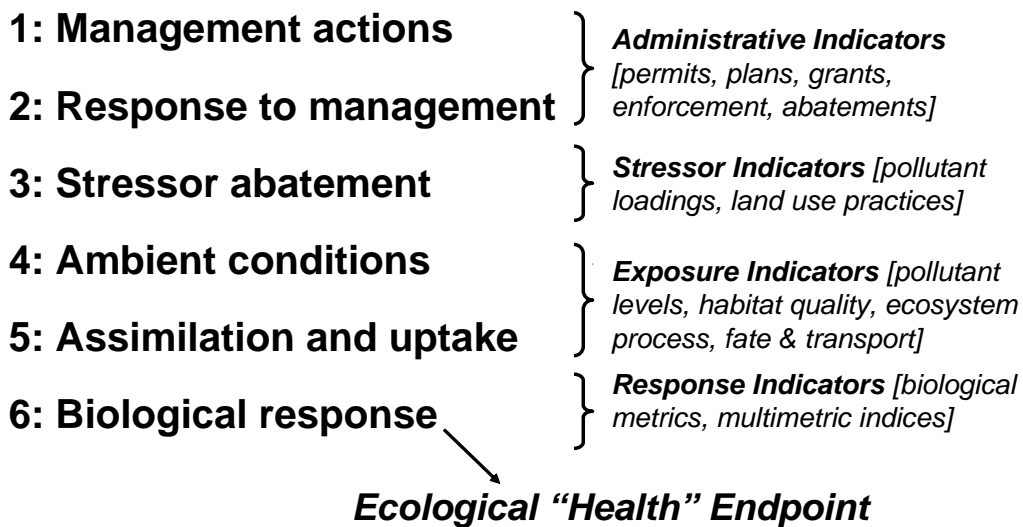 1: Management actions
2: Response to management
Administrative Indicators
[permits, plans, grants,
enforcement, abatements]
3: Stressor abatement
Stressor Indicators [pollutant
loadings, land use practices]
4: Ambient conditions
5: Assimilation and uptake
Exposure Indicators [pollutant
levels, habitat quality, ecosystem
process, fate & transport]
6: Biological response
Response Indicators [biological
metrics, multimetric indices]
Ecological “Health” Endpoint